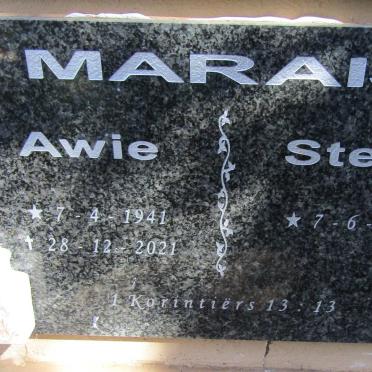 MARAI
Awie Ste
★ 7 - 4 - 1941 ★ 7 - 6 -
✝ 28 - 12 - 2021
1 Korintiërs 13 : 13